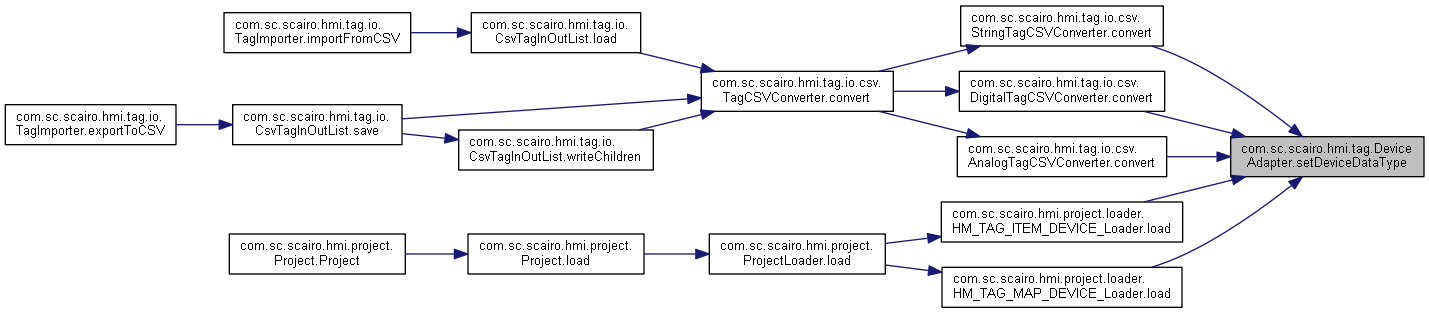 com.sc.scairo.hmi.tag.io.
TagImporter.importFromCSV
com.sc.scairo.hmi.tag.io.
CsvTagInOutList.load
com.sc.scairo.hmi.tag.io.csv.
StringTagCSVConverter.convert
com.sc.scairo.hmi.tag.io.csv.
TagCSVConverter.convert
com.sc.scairo.hmi.tag.io.csv.
DigitalTagCSVConverter.convert
com.sc.scairo.hmi.tag.io.
TagImporter.exportToCSV
com.sc.scairo.hmi.tag.io.
CsvTagInOutList.save
com.sc.scairo.hmi.tag.io.
CsvTagInOutList.writeChildren
com.sc.scairo.hmi.tag.io.csv.
AnalogTagCSVConverter.convert
com.sc.scairo.hmi.tag.Device
Adapter.setDeviceDataType
com.sc.scairo.hmi.project.loader.
HM_TAG_ITEM_DEVICE_Loader.load
com.sc.scairo.hmi.project.
Project.Project
com.sc.scairo.hmi.project.
Project.load
com.sc.scairo.hmi.project.
ProjectLoader.load
com.sc.scairo.hmi.project.loader.
HM_TAG_MAP_DEVICE_Loader.load